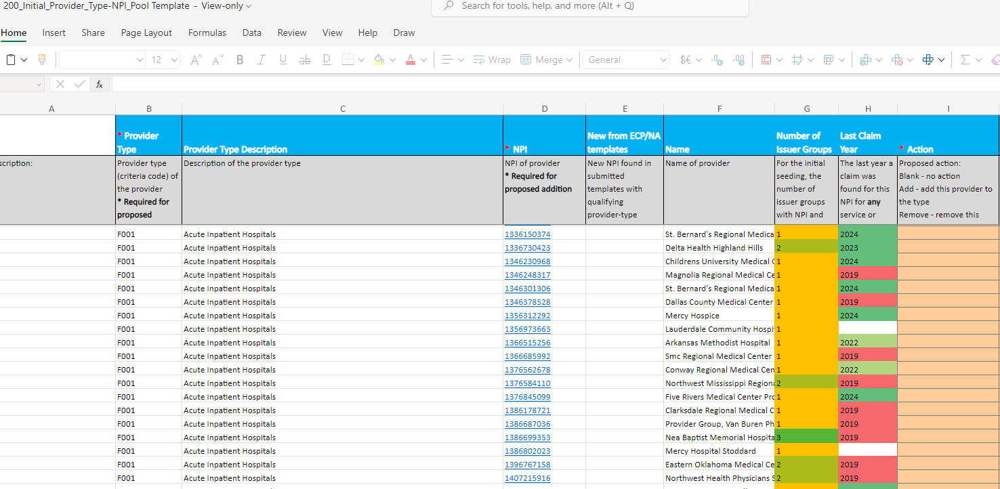 200_Initial_Provider_Type-NPI_Pool Template - View-only
Search for tools, help, and more (Alt + Q)
Home Insert Share Page Layout Formulas Data Review View Help Draw
12 A A B I U ab D A Wrap Merge General $€ .0 .00 Σ
fx
A B C D E F G H I
* Provider Type
Provider Type Description
* NPI
New from ECP/NA templates
Name
Number of Issuer Groups
Last Claim Year
* Action
scription:
Provider type (criteria code) of the provider
* Required for proposed
Description of the provider type
NPI of provider
* Required for proposed addition
New NPI found in submitted templates with qualifying provider-type
Name of provider
For the initial seeding, the number of issuer groups with NPI and
The last year a claim was found for this NPI for any service or
Proposed action:
Blank - no action
Add - add this provider to the type
Remove - remove this
F001 Acute Inpatient Hospitals 1336150374 St. Bernard's Regional Medica 1 2024
F001 Acute Inpatient Hospitals 1336730423 Delta Health Highland Hills 2 2023
F001 Acute Inpatient Hospitals 1346230968 Childrens University Medical C 1 2024
F001 Acute Inpatient Hospitals 1346248317 Magnolia Regional Medical Ce 1 2019
F001 Acute Inpatient Hospitals 1346301306 St. Bernard's Regional Medica 1 2024
F001 Acute Inpatient Hospitals 1346378528 Dallas County Medical Center 1 2019
F001 Acute Inpatient Hospitals 1356312292 Mercy Hospice 1 2024
F001 Acute Inpatient Hospitals 1356973663 Lauderdale Community Hospi 1
F001 Acute Inpatient Hospitals 1366515256 Arkansas Methodist Hospital 1 2022
F001 Acute Inpatient Hospitals 1366685992 Smc Regional Medical Center 1 2019
F001 Acute Inpatient Hospitals 1376562678 Conway Regional Medical Cen 1 2022
F001 Acute Inpatient Hospitals 1376584110 Northwest Mississippi Regiona 2 2019
F001 Acute Inpatient Hospitals 1376845099 Five Rivers Medical Center Pro 1 2024
F001 Acute Inpatient Hospitals 1386178721 Clarksdale Regional Medical C 1 2019
F001 Acute Inpatient Hospitals 1386687036 Provider Group, Van Buren Ph 1 2019
F001 Acute Inpatient Hospitals 1386699353 Nea Baptist Memorial Hospita 3 2019
F001 Acute Inpatient Hospitals 1386802023 Mercy Hospital Stoddard 1
F001 Acute Inpatient Hospitals 1396767158 Eastern Oklahoma Medical Ce 2 2019
F001 Acute Inpatient Hospitals 1407215916 Northwest Health Physicians S 2 2019